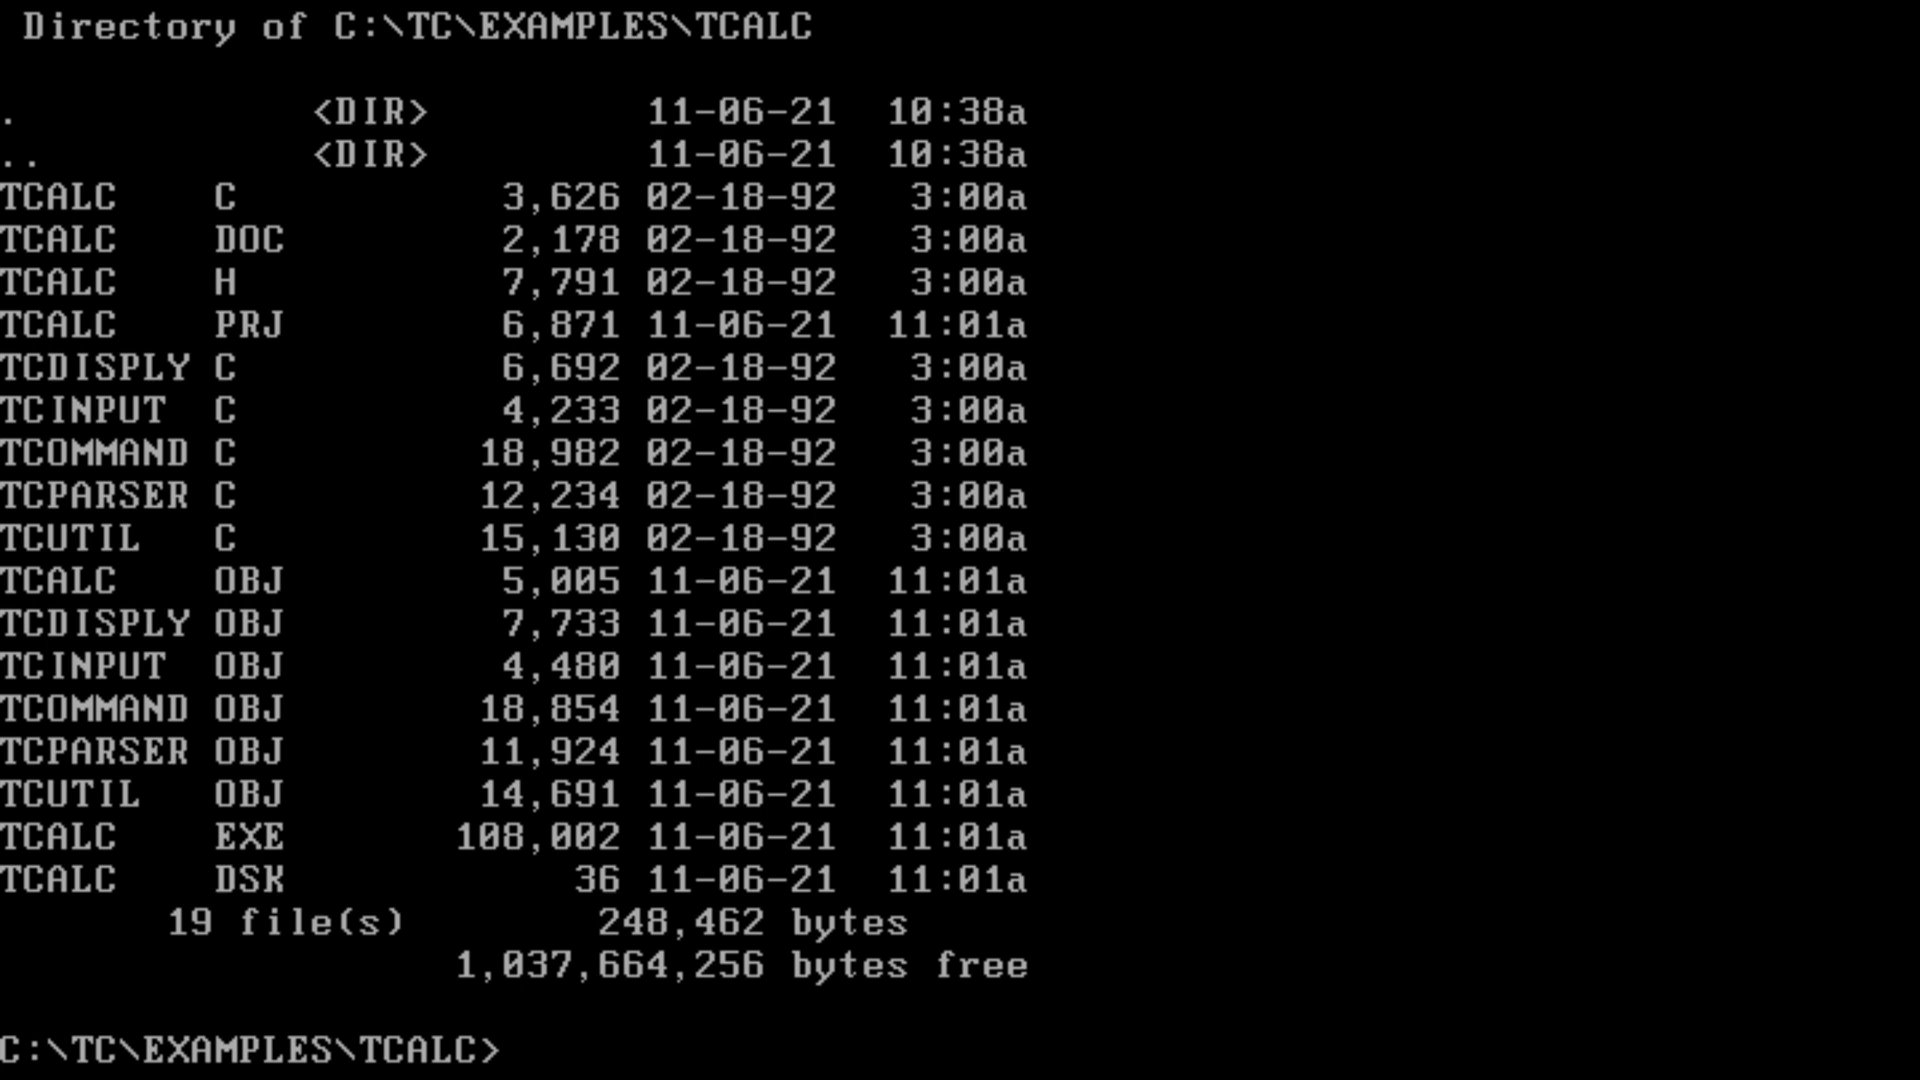 Directory of C:\TC\EXAMPLES\TCALC
.            <DIR>         11-06-21  10:38a
..           <DIR>         11-06-21  10:38a
TCALC    C           3,626 02-18-92   3:00a
TCALC    DOC         2,178 02-18-92   3:00a
TCALC    H           7,791 02-18-92   3:00a
TCALC    PRJ         6,871 11-06-21  11:01a
TCDISPLY C           6,692 02-18-92   3:00a
TCINPUT  C           4,233 02-18-92   3:00a
TCOMMAND C          18,982 02-18-92   3:00a
TCPARSER C          12,234 02-18-92   3:00a
TCUTIL   C          15,130 02-18-92   3:00a
TCALC    OBJ         5,005 11-06-21  11:01a
TCDISPLY OBJ         7,733 11-06-21  11:01a
TCINPUT  OBJ         4,480 11-06-21  11:01a
TCOMMAND OBJ        18,854 11-06-21  11:01a
TCPARSER OBJ        11,924 11-06-21  11:01a
TCUTIL   OBJ        14,691 11-06-21  11:01a
TCALC    EXE       108,002 11-06-21  11:01a
TCALC    DSK            36 11-06-21  11:01a
       19 file(s)        248,462 bytes
                   1,037,664,256 bytes free
C:\TC\EXAMPLES\TCALC>